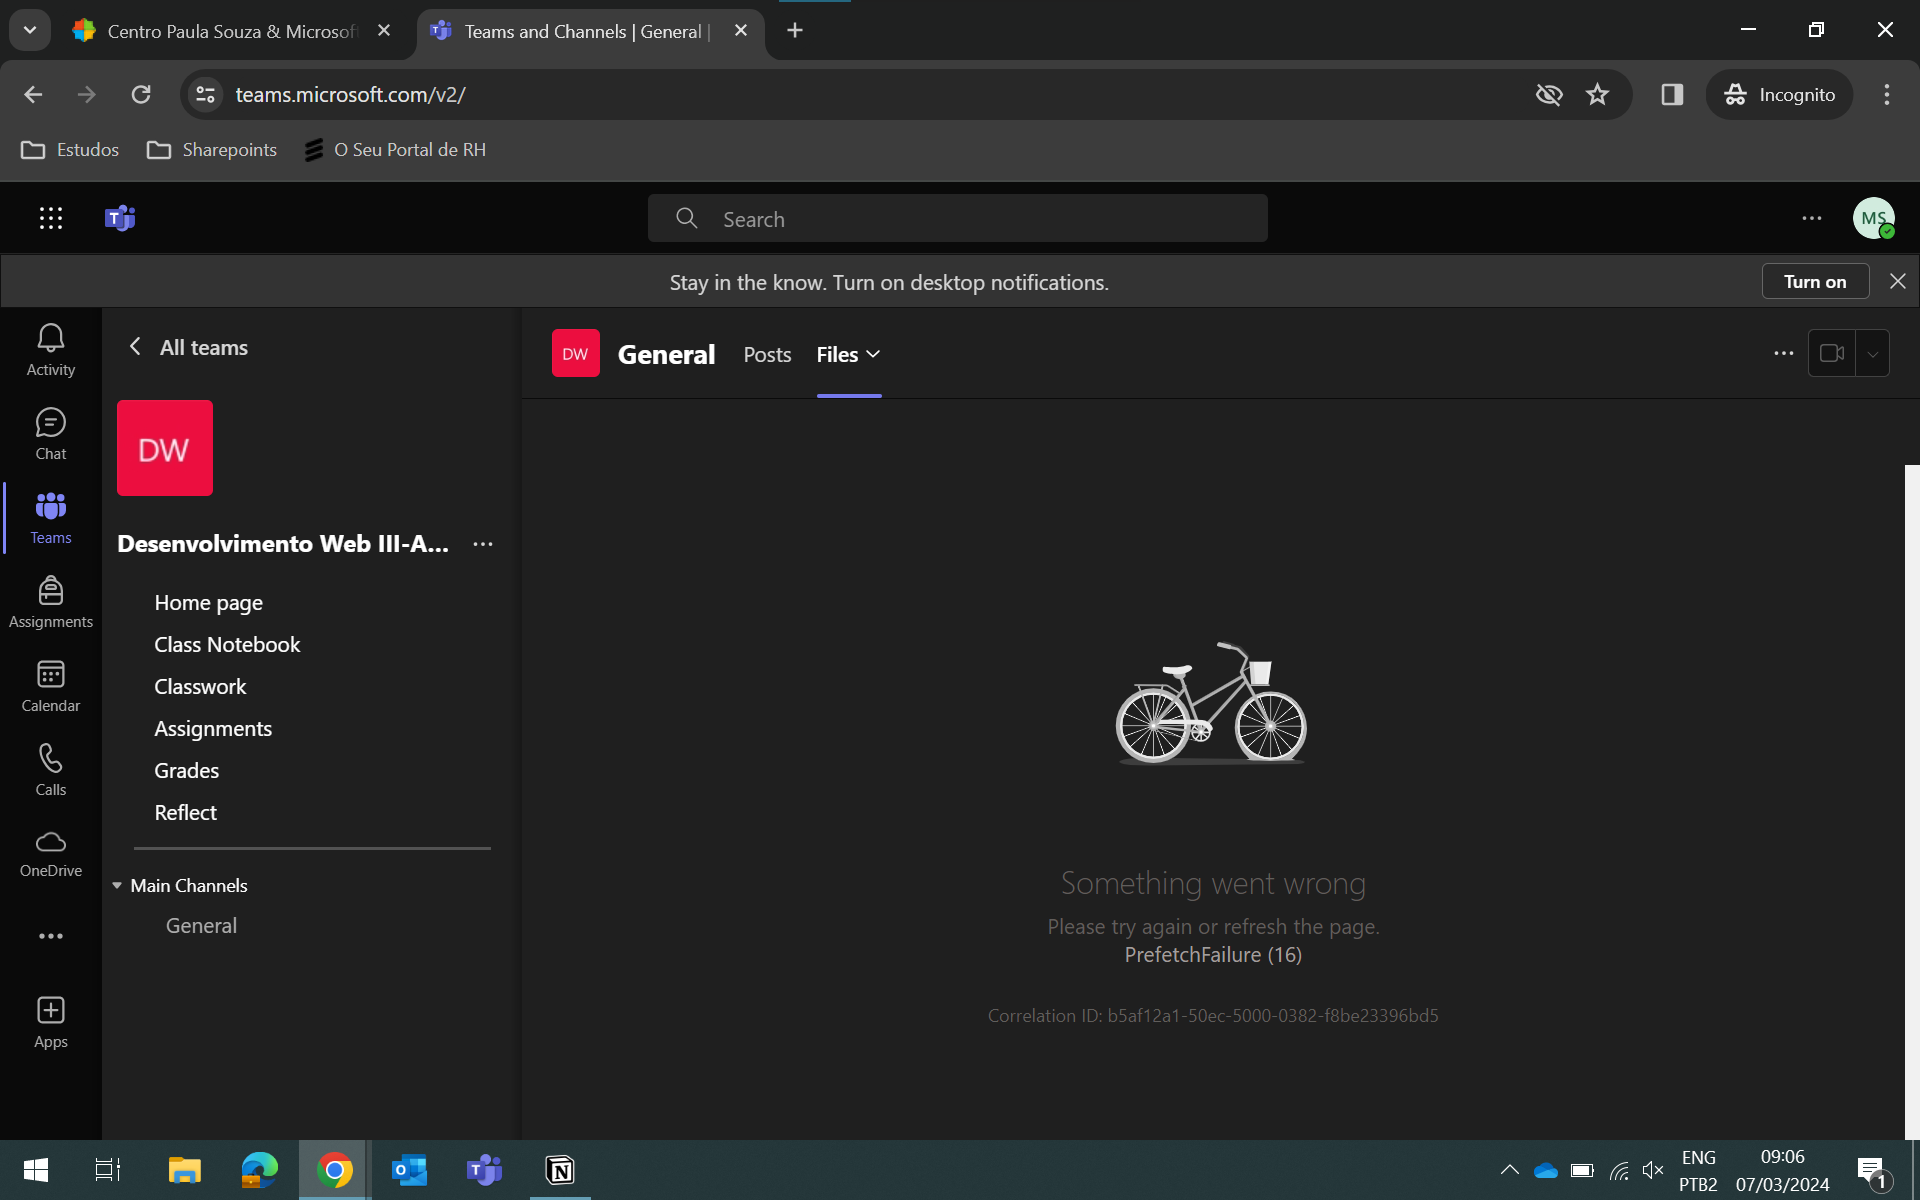 Centro Paula Souza & Microsof
Teams and Channels | General |
teams.microsoft.com/v2/
Incognito
Estudos
Sharepoints
O Seu Portal de RH
T
Search
MS
Stay in the know. Turn on desktop notifications.
Turn on
Activity
Chat
Teams
Assignments
Calendar
Calls
OneDrive
Apps
All teams
DW
Desenvolvimento Web III-A...
Home page
Class Notebook
Classwork
Assignments
Grades
Reflect
Main Channels
General
DW
General
Posts
Files
Something went wrong
Please try again or refresh the page.
PrefetchFailure (16)
Correlation ID: b5af12a1-50ec-5000-0382-f8be23396bd5
ENG
PTB2
09:06
07/03/2024
1